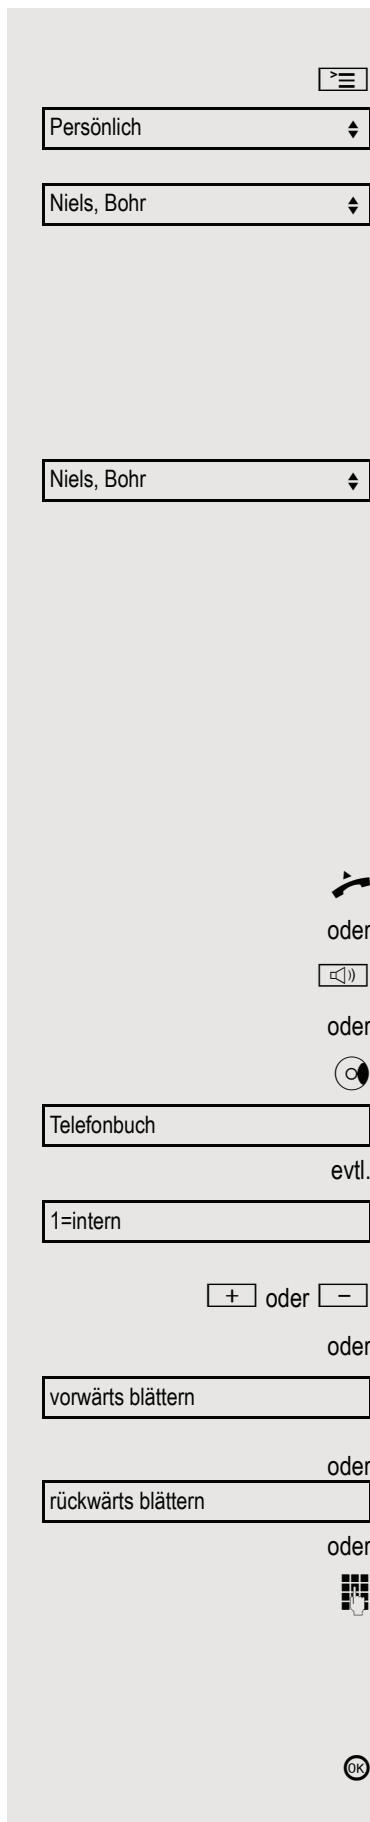 Persönlich
Niels, Bohr
Niels, Bohr
oder
oder
Telefonbuch
evtl.
1=intern
+ oder −
oder
vorwärts blättern
oder
rückwärts blättern
oder
OK